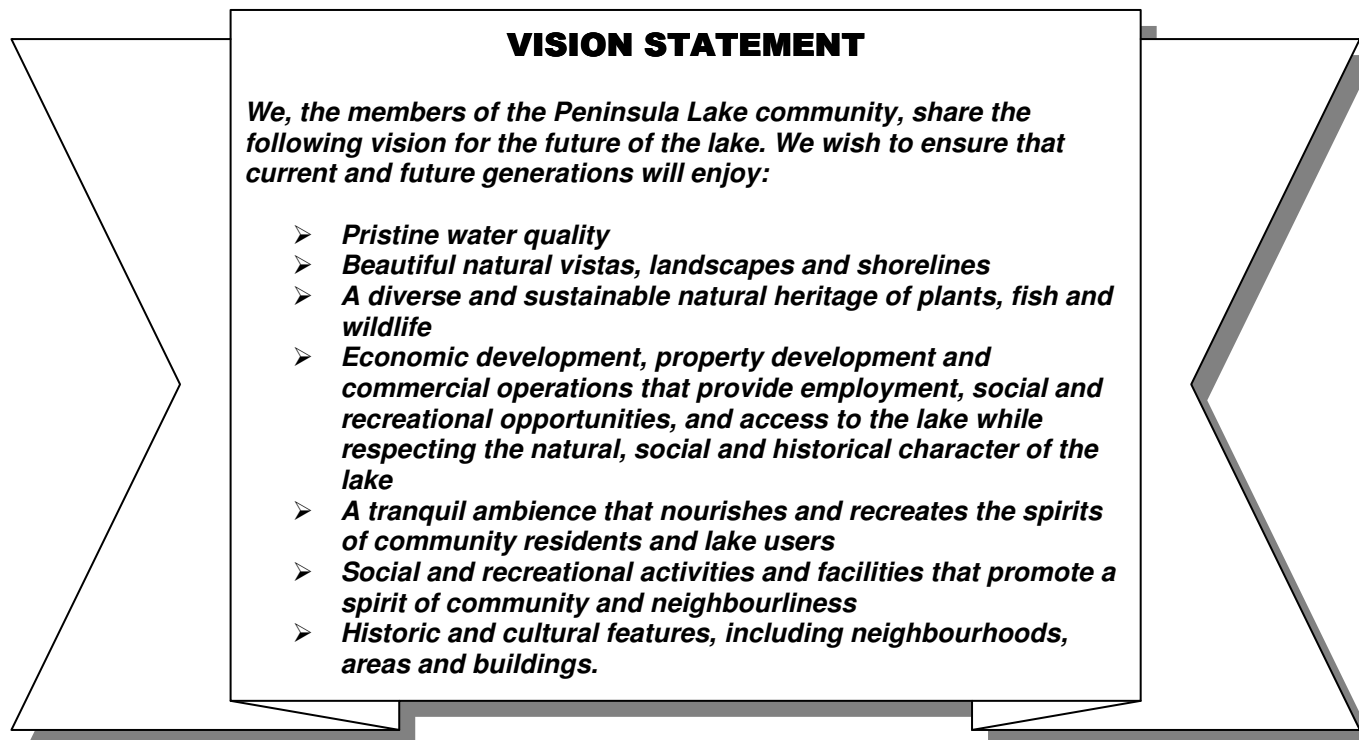 VISION STATEMENT
We, the members of the Peninsula Lake community, share the
following vision for the future of the lake. We wish to ensure that
current and future generations will enjoy:
➢ Pristine water quality
➢ Beautiful natural vistas, landscapes and shorelines
➢ A diverse and sustainable natural heritage of plants, fish and
wildlife
➢ Economic development, property development and
commercial operations that provide employment, social and
recreational opportunities, and access to the lake while
respecting the natural, social and historical character of the
lake
➢ A tranquil ambience that nourishes and recreates the spirits
of community residents and lake users
➢ Social and recreational activities and facilities that promote a
spirit of community and neighbourliness
➢ Historic and cultural features, including neighbourhoods,
areas and buildings.